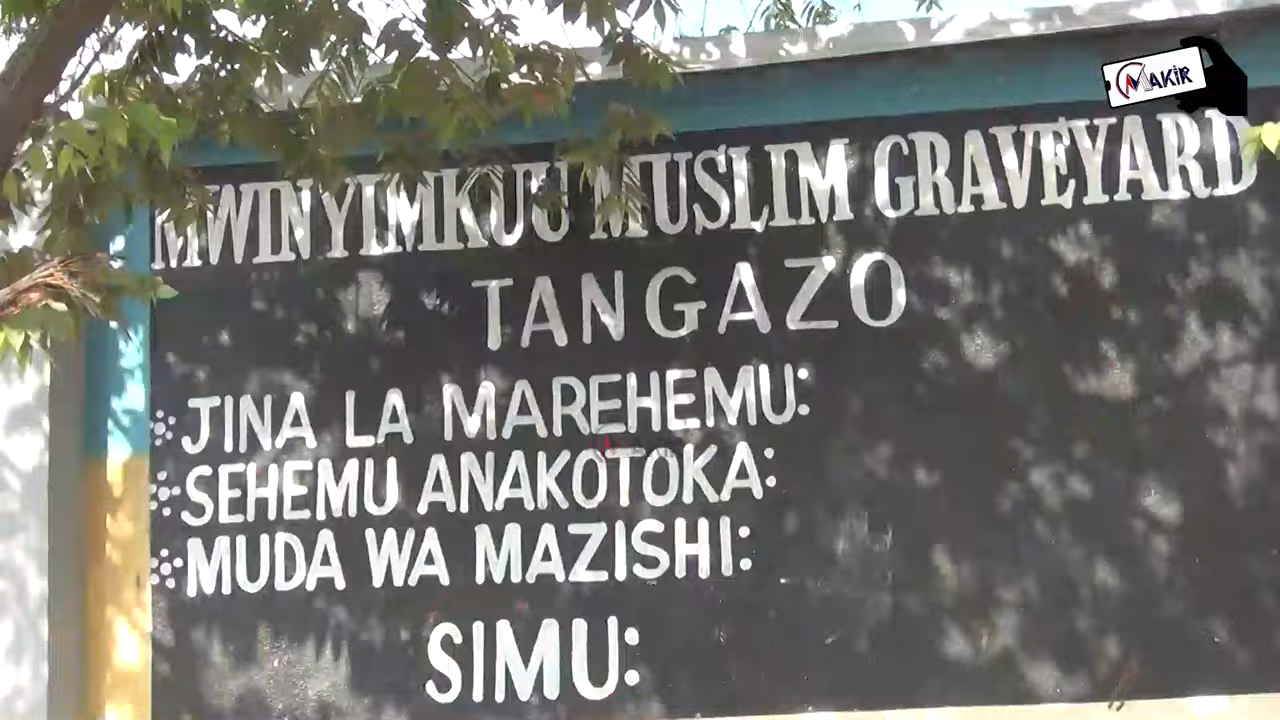 MAKIR
MWINYIMKUU MUSLIM GRAVEYARD
TANGAZO
JINA LA MAREHEMU:
SEHEMU ANAKOTOKA:
MUDA WA MAZISHI:
SIMU: